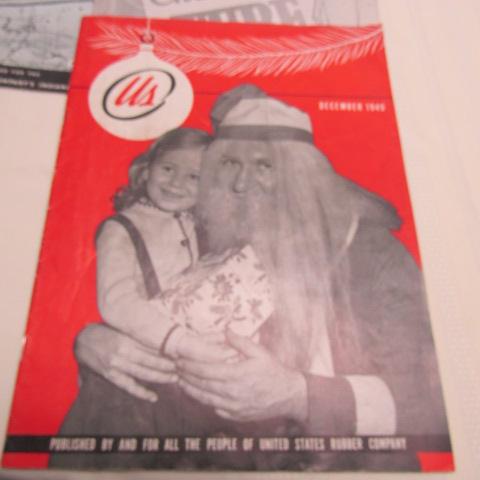 Us
DECEMBER 1949
PUBLISHED BY AND FOR ALL THE PEOPLE OF UNITED STATES RUBBER COMPANY